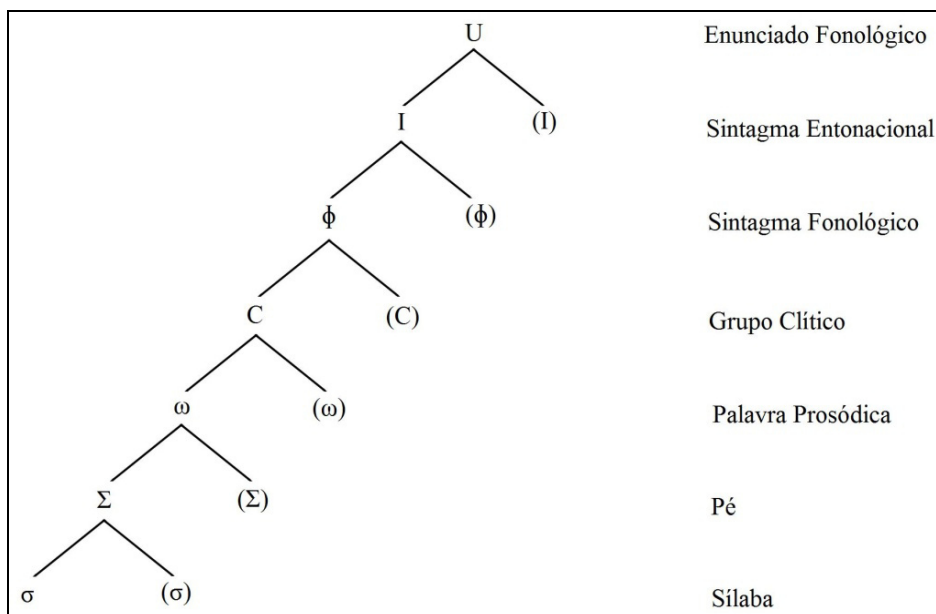 U Enunciado Fonológico
I (I) Sintagma Entonacional
ϕ (ϕ) Sintagma Fonológico
C (C) Grupo Clítico
ω (ω) Palavra Prosódica
Σ (Σ) Pé
σ (σ) Sílaba